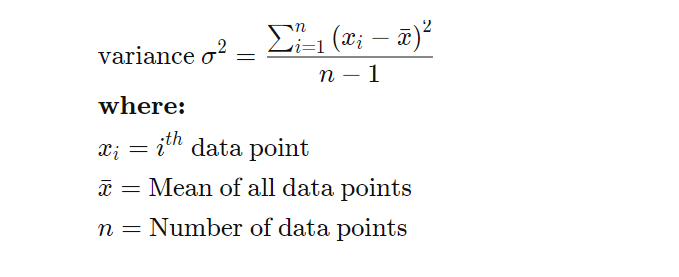 variance σ² = ∑ⁿᵢ₌₁ (xᵢ − x̄)² / n − 1
where:
xᵢ = iᵗʰ data point
x̄ = Mean of all data points
n = Number of data points